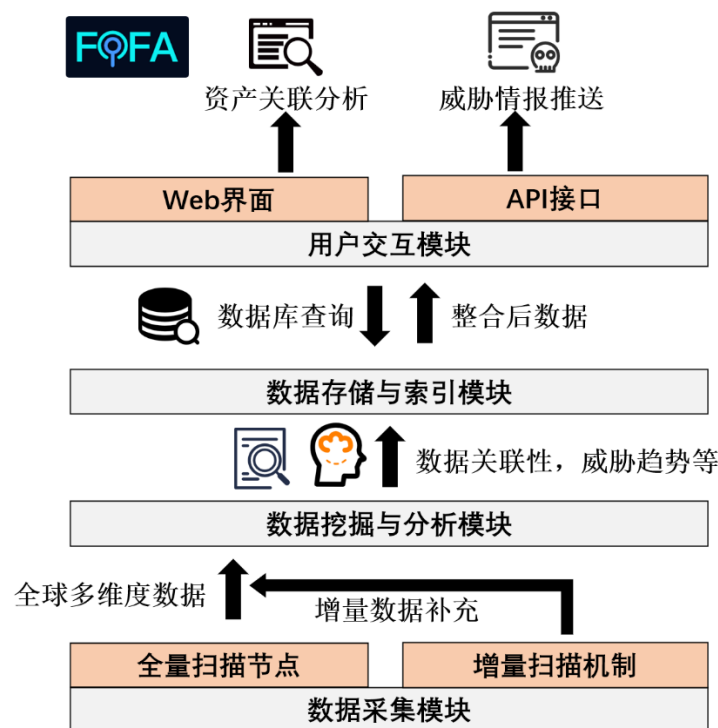 FOFA
资产关联分析
威胁情报推送
Web界面
API接口
用户交互模块
数据库查询
整合后数据
数据存储与索引模块
数据关联性，威胁趋势等
数据挖掘与分析模块
全球多维度数据
增量数据补充
全量扫描节点
增量扫描机制
数据采集模块